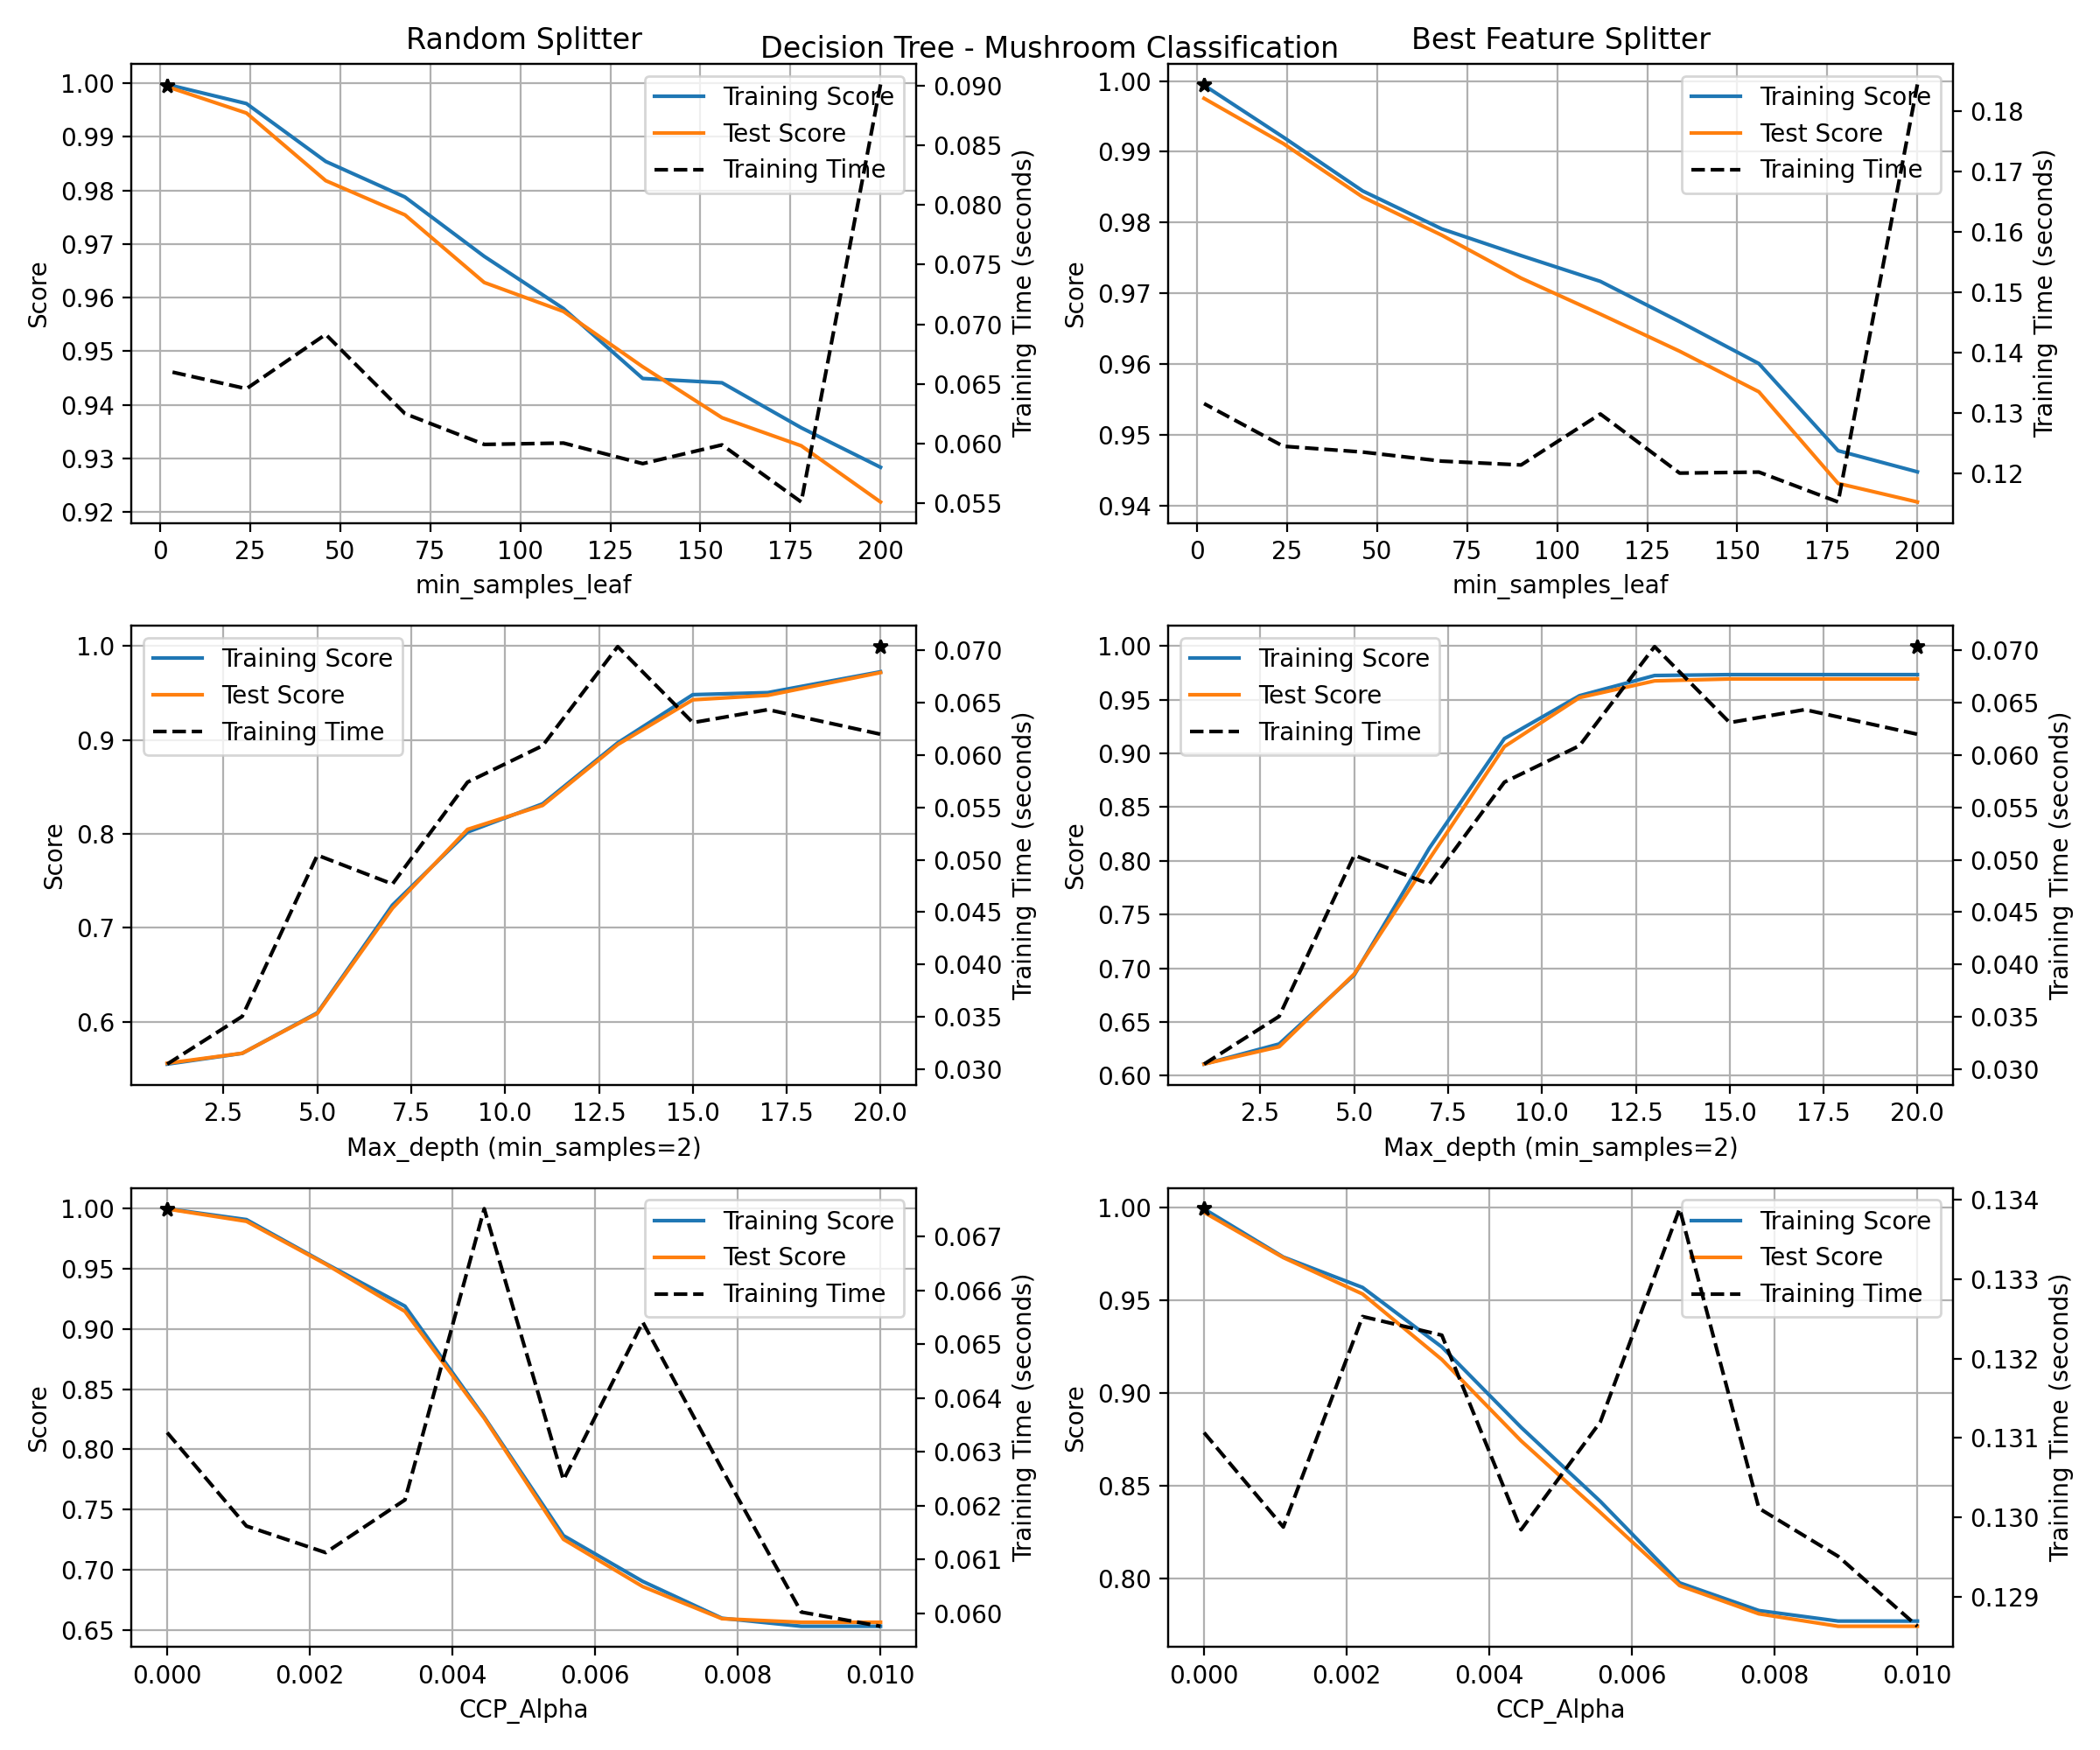 Decision Tree - Mushroom Classification
Random Splitter
1.00
0.99
0.98
0.97
0.96
0.95
0.94
0.93
0.92
Score
Training Score
Test Score
Training Time
0.090
0.085
0.080
0.075
0.070
0.065
0.060
0.055
Training Time (seconds)
0 25 50 75 100 125 150 175 200
min_samples_leaf
Best Feature Splitter
1.00
0.99
0.98
0.97
0.96
0.95
0.94
Score
Training Score
Test Score
Training Time
0.18
0.17
0.16
0.15
0.14
0.13
0.12
Training Time (seconds)
0 25 50 75 100 125 150 175 200
min_samples_leaf
1.0
0.9
0.8
0.7
0.6
Score
Training Score
Test Score
Training Time
0.070
0.065
0.060
0.055
0.050
0.045
0.040
0.035
0.030
Training Time (seconds)
2.5 5.0 7.5 10.0 12.5 15.0 17.5 20.0
Max_depth (min_samples=2)
1.00
0.95
0.90
0.85
0.80
0.75
0.70
0.65
0.60
Score
Training Score
Test Score
Training Time
0.070
0.065
0.060
0.055
0.050
0.045
0.040
0.035
0.030
Training Time (seconds)
2.5 5.0 7.5 10.0 12.5 15.0 17.5 20.0
Max_depth (min_samples=2)
1.00
0.95
0.90
0.85
0.80
0.75
0.70
0.65
Score
Training Score
Test Score
Training Time
0.067
0.066
0.065
0.064
0.063
0.062
0.061
0.060
Training Time (seconds)
0.000 0.002 0.004 0.006 0.008 0.010
CCP_Alpha
1.00
0.95
0.90
0.85
0.80
Score
Training Score
Test Score
Training Time
0.134
0.133
0.132
0.131
0.130
0.129
Training Time (seconds)
0.000 0.002 0.004 0.006 0.008 0.010
CCP_Alpha